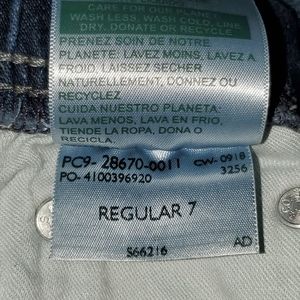 CARE FOR OUR PLANET:
WASH LESS, WASH COLD, LINE
DRY, DONATE OR RECYCLE
PRENEZ SOIN DE NOTRE
PLANETE: LAVEZ MOINS, LAVEZ A
FROID LAISSEZ SECHER
NATURELLEMENT, DONNEZ OU
RECYCLEZ
CUIDA NUESTRO PLANETA:
LAVA MENOS, LAVA EN FRIO,
TIENDE LA ROPA, DONA O
RECICLALA.
PC9- 28670-0011 CW-0918
PO-4100396920 3256
REGULAR 7
S66216 AD